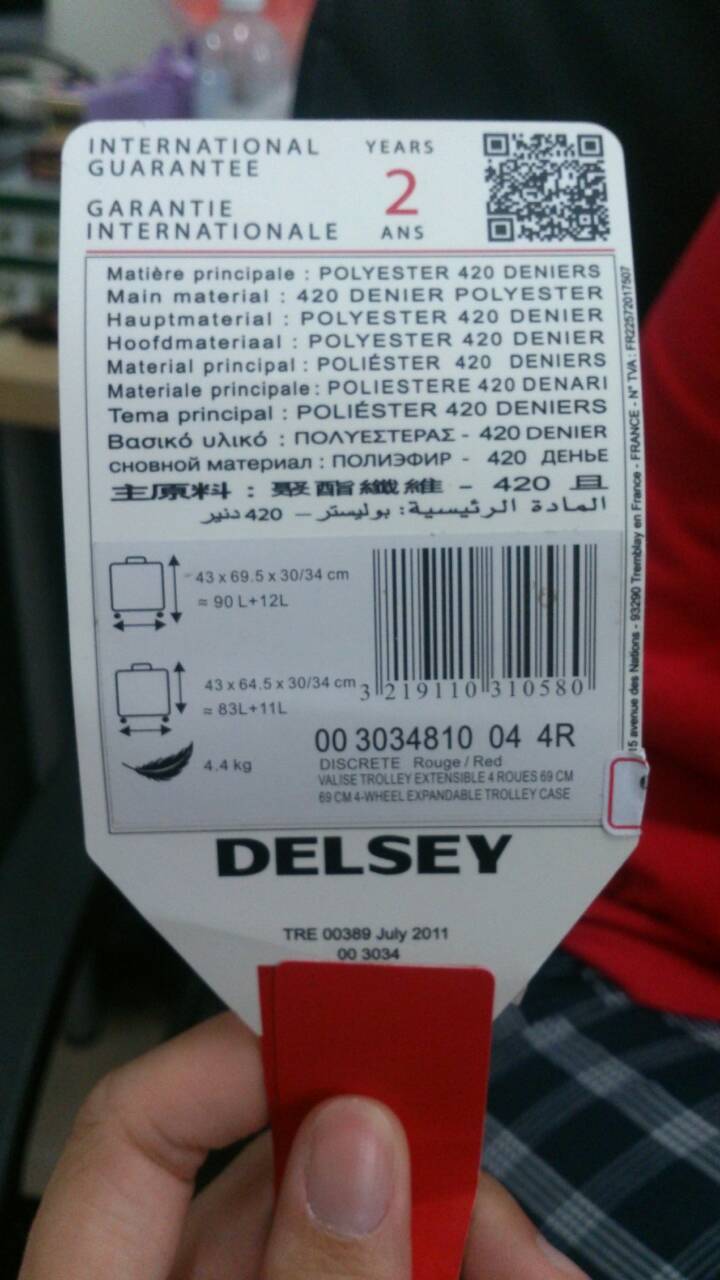 INTERNATIONAL GUARANTEE
GARANTIE INTERNATIONALE
YEARS
2
ANS
Matière principale : POLYESTER 420 DENIERS
Main material : 420 DENIER POLYESTER
Hauptmaterial : POLYESTER 420 DENIER
Hoofdmateriaal : POLYESTER 420 DENIER
Material principal : POLIÉSTER 420 DENIERS
Materiale principale : POLIESTERE 420 DENARI
Tema principal : POLIÉSTER 420 DENIERS
Βασικό υλικό : ΠΟΛΥΕΣΤΕΡΑΣ - 420 DENIER
сновной материал : ПОЛИЭФИР - 420 ДЕНЬЕ
主原料 : 聚酯纖維 - 420 旦
المادة الرئيسية: بوليستر – 420 دنير
43 x 69.5 x 30/34 cm
≈ 90 L+12L
43 x 64.5 x 30/34 cm
≈ 83L+11L
4.4 kg
3 219110 310580
00 3034810 04 4R
DISCRETE Rouge / Red
VALISE TROLLEY EXTENSIBLE 4 ROUES 69 CM
69 CM 4-WHEEL EXPANDABLE TROLLEY CASE
15 avenue des Nations - 93290 Tremblay en France - FRANCE - N° TVA : FR22572017507
DELSEY
TRE 00389 July 2011
00 3034